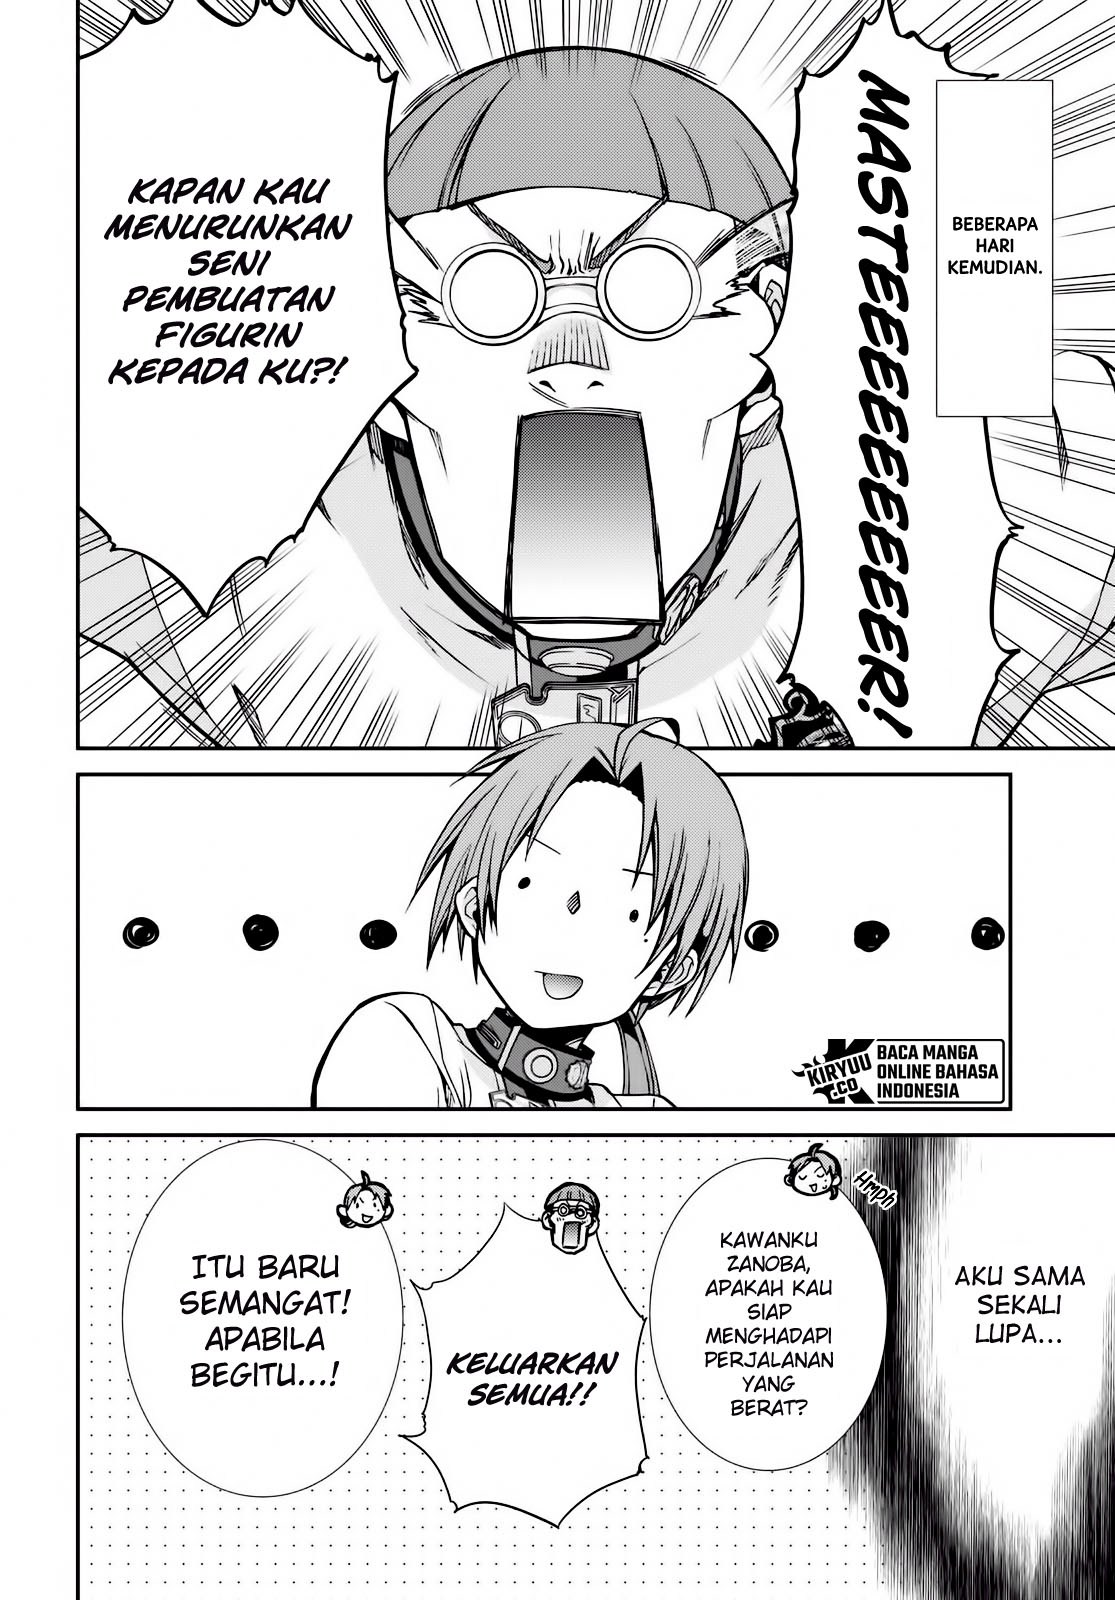 BEBERAPA
HARI
KEMUDIAN.
MASTEEEEEEEEEER!
KAPAN KAU
MENURUNKAN
SENI
PEMBUATAN
FIGURIN
KEPADA KU?!
KIRYUU
.CO
BACA MANGA
ONLINE BAHASA
INDONESIA
AKU SAMA
SEKALI
LUPA...
Hmph
KAWANKU
ZANOBA,
APAKAH KAU
SIAP
MENGHADAPI
PERJALANAN
YANG
BERAT?
KELUARKAN
SEMUA!!
ITU BARU
SEMANGAT!
APABILA
BEGITU...!